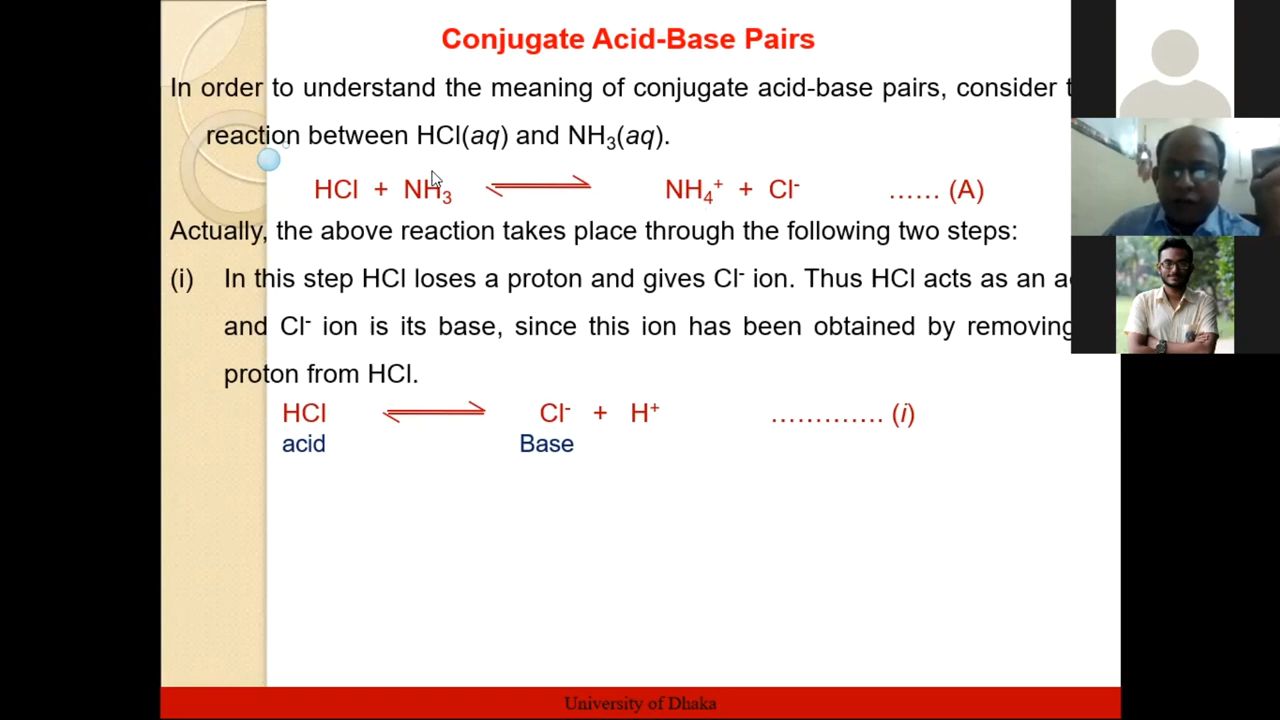 Conjugate Acid-Base Pairs
In order to understand the meaning of conjugate acid-base pairs, consider
reaction between HCl(aq) and NH₃(aq).
HCl + NH₃ ⇌ NH₄⁺ + Cl⁻ …… (A)
Actually, the above reaction takes place through the following two steps:
(i) In this step HCl loses a proton and gives Cl⁻ ion. Thus HCl acts as an
and Cl⁻ ion is its base, since this ion has been obtained by removing
proton from HCl.
HCl ⇌ Cl⁻ + H⁺ …………. (i)
acid Base
University of Dhaka